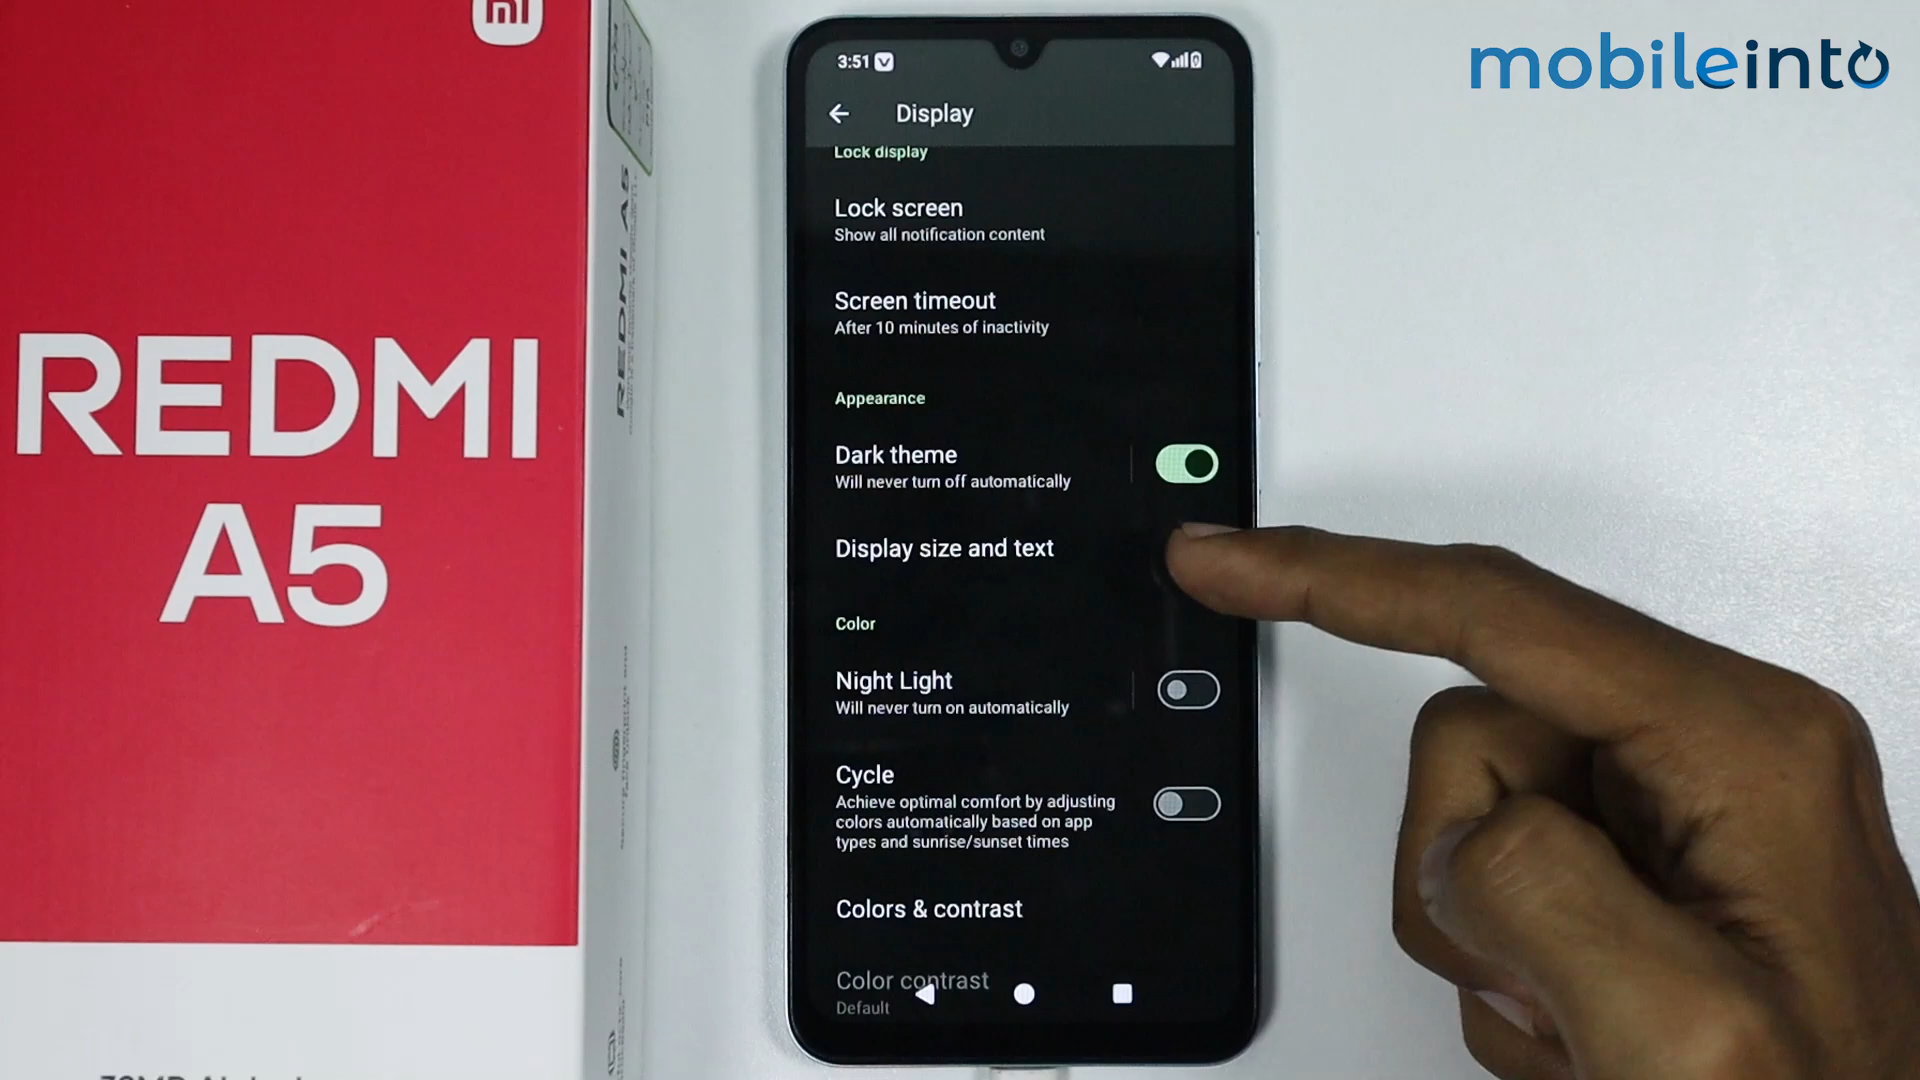 mi
REDMI
A5
REDMI A5
mobileinto
3:51
Display
Lock display
Lock screen
Show all notification content
Screen timeout
After 10 minutes of inactivity
Appearance
Dark theme
Will never turn off automatically
Display size and text
Color
Night Light
Will never turn on automatically
Cycle
Achieve optimal comfort by adjusting
colors automatically based on app
types and sunrise/sunset times
Colors & contrast
Color contrast
Default